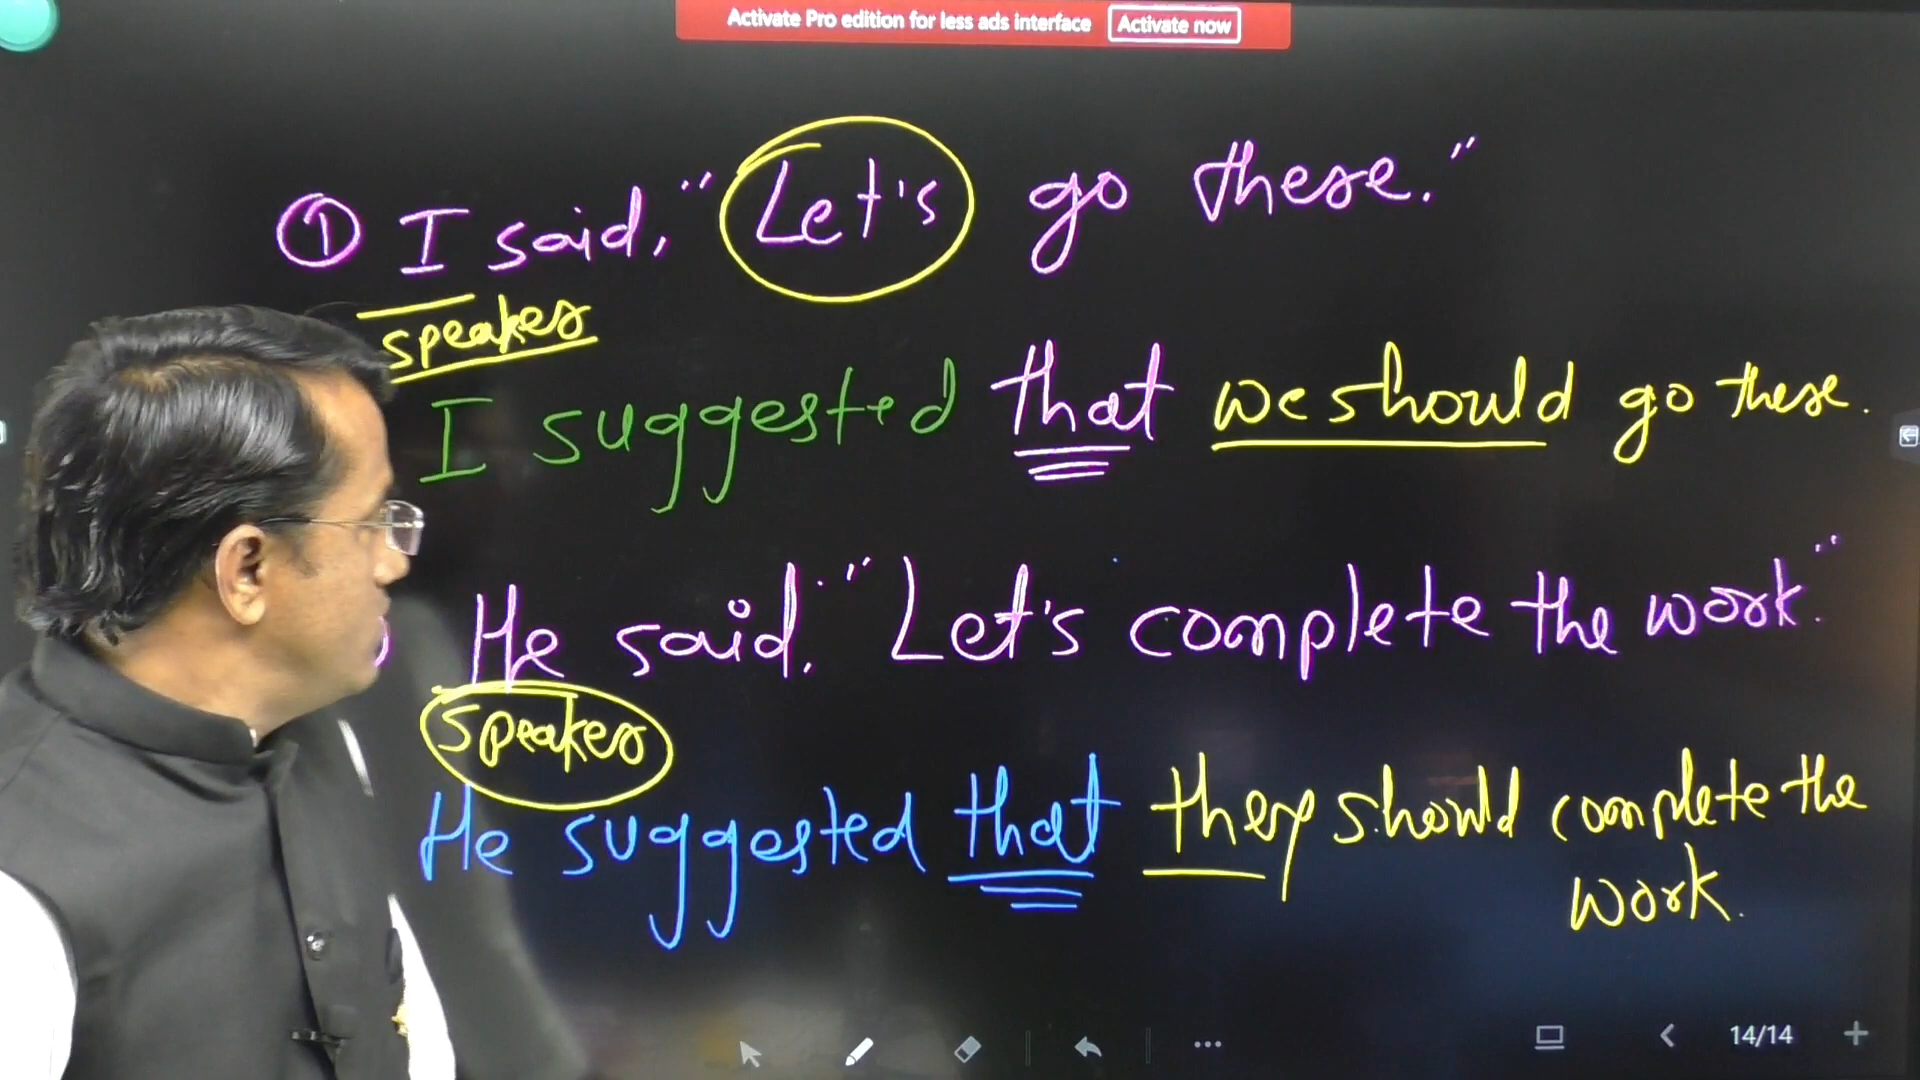 Activate Pro edition for less ads interface Activate now
① I said, "Let's go there."
speaker
I suggested that we should go there.
He said, "Let's complete the work."
speaker
He suggested that they should complete the
work.
14/14